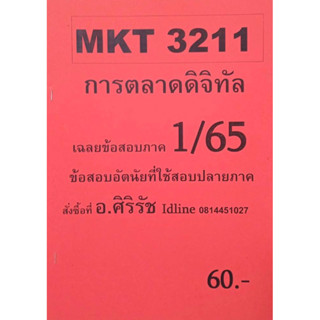 MKT 3211
การตลาดดิจิทัล
เฉลยข้อสอบภาค 1/65
ข้อสอบอัตนัยที่ใช้สอบปลายภาค
สั่งซื้อที่ อ.ศิริรัช Idline 0814451027
60.-